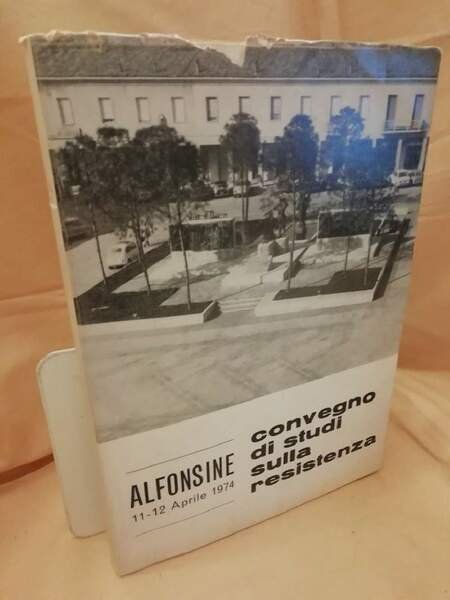 ALFONSINE
11-12 Aprile 1974
convegno
di studi
sulla
resistenza